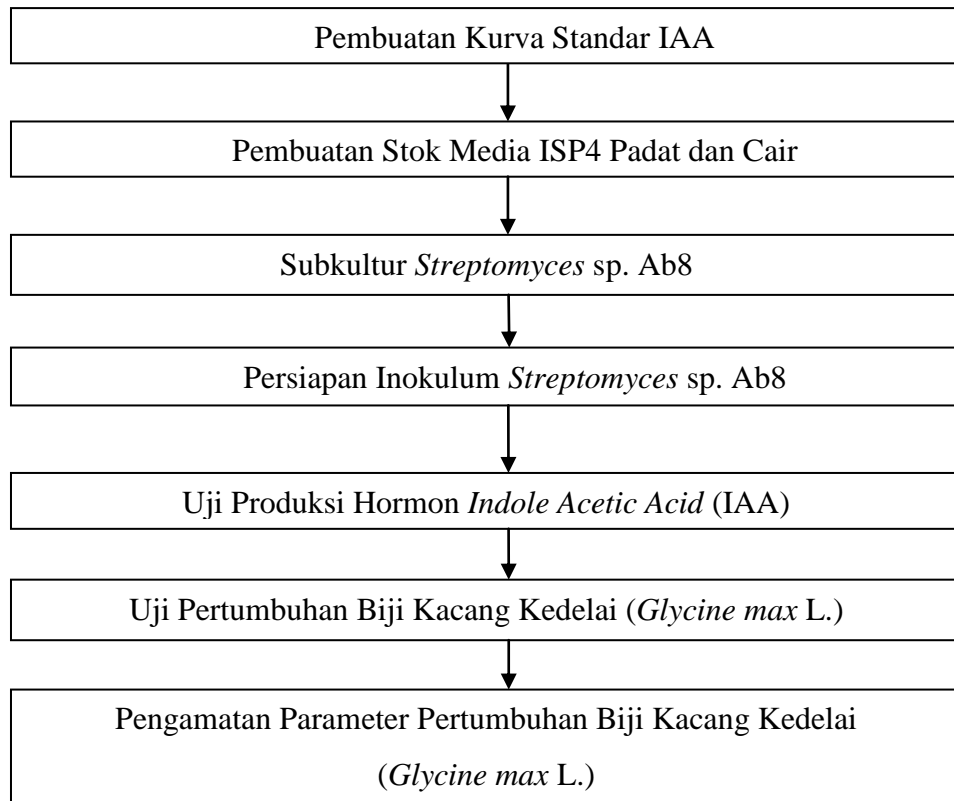 Pembuatan Kurva Standar IAA
Pembuatan Stok Media ISP4 Padat dan Cair
Subkultur Streptomyces sp. Ab8
Persiapan Inokulum Streptomyces sp. Ab8
Uji Produksi Hormon Indole Acetic Acid (IAA)
Uji Pertumbuhan Biji Kacang Kedelai (Glycine max L.)
Pengamatan Parameter Pertumbuhan Biji Kacang Kedelai
(Glycine max L.)